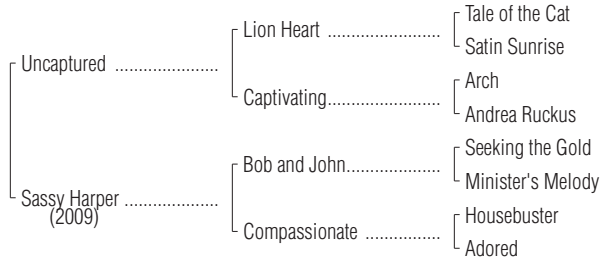 Tale of the Cat
Lion Heart ......................
Satin Sunrise
Uncaptured ....................
Arch
Captivating......................
Andrea Ruckus
Seeking the Gold
Bob and John..................
Minister's Melody
Sassy Harper ..................
(2009)
Housebuster
Compassionate ..............
Adored